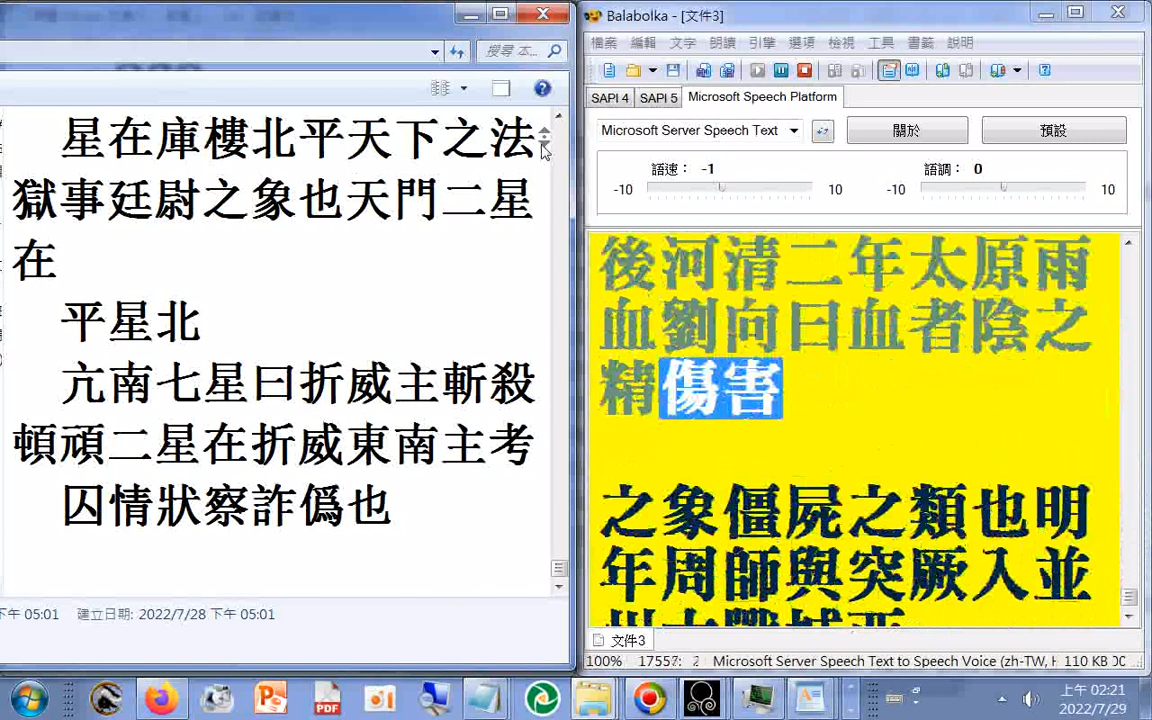 搜尋 本...
星在庫樓北平天下之法
獄事廷尉之象也天門二星
在
平星北
亢南七星曰折威主斬殺
頓頑二星在折威東南主考
囚情狀察詐僞也
下午 05:01 建立日期: 2022/7/28 下午 05:01
Balabolka - [文件3]
檔案 編輯 文字 朗讀 引擎 選項 檢視 工具 書籤 說明
SAPI 4 SAPI 5 Microsoft Speech Platform
Microsoft Server Speech Text 關於 預設
語速: -1 語調: 0
-10 10 -10 10
後河清二年太原雨
血劉向曰血者陰之
精傷害
之象僵屍之類也明
年周師與突厥入並
文件3
100% 17557: Microsoft Server Speech Text to Speech Voice (zh-TW, H 110 KB
上午 02:21
2022/7/29